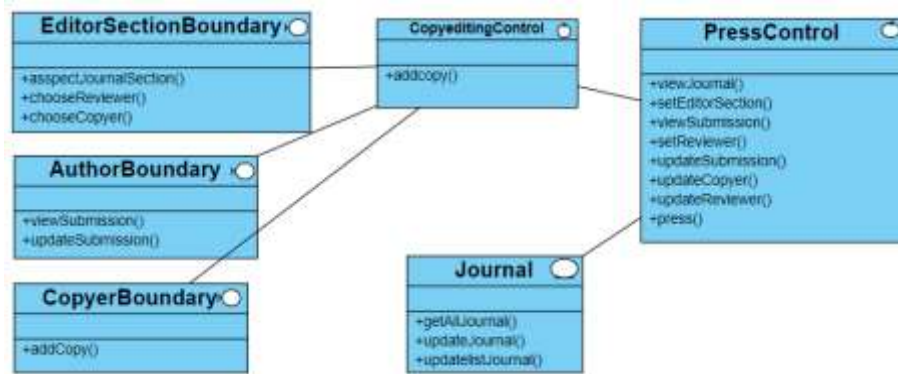 EditorSectionBoundary
+asspectJournalSection()
+chooseReviewer()
+chooseCopyer()
AuthorBoundary
+viewSubmission()
+updateSubmission()
CopyerBoundary
+addCopy()
CopyeditingControl
+addcopy()
PressControl
+viewJournal()
+setEditorSection()
+viewSubmission()
+setReviewer()
+updateSubmission()
+updateCopyer()
+updateReviewer()
+press()
Journal
+getAllJournal()
+updateJournal()
+updatelistJournal()